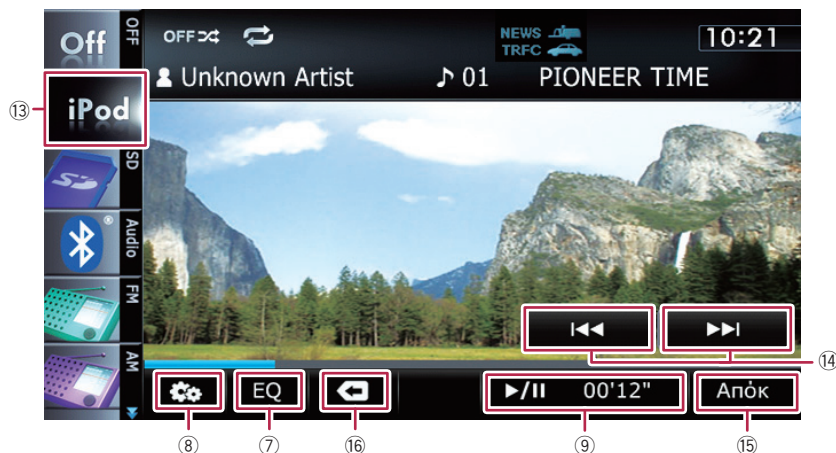 Off OFF
OFF NEWS TRFC 10:21
Unknown Artist 01 PIONEER TIME
⑬ iPod
SD
Audio
FM
AM
⑭
EQ 00'12" Απόκ
⑧ ⑦ ⑯ ⑨ ⑮